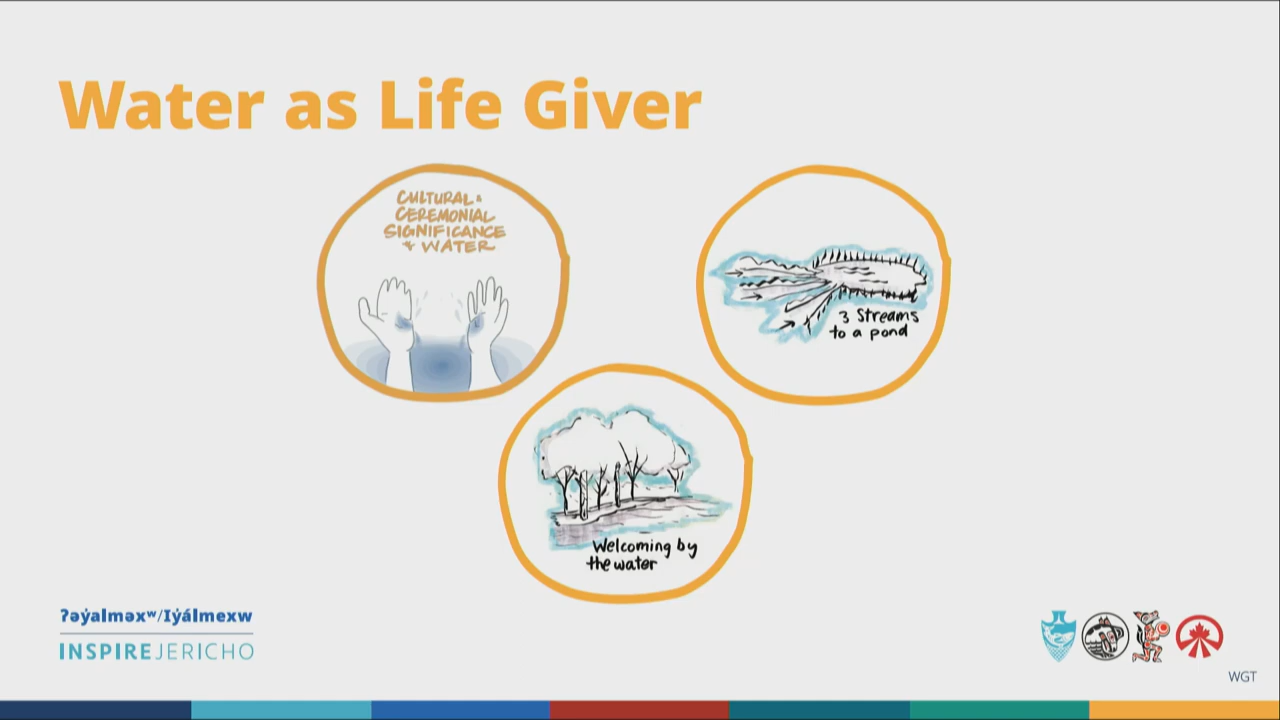 Water as Life Giver
CULTURAL &
CEREMONIAL
SIGNIFICANCE
+ WATER
3 Streams
to a pond
Welcoming by
the water
ʔəy̓alməxʷ/Iy̓álmexw
INSPIREJERICHO
WGT